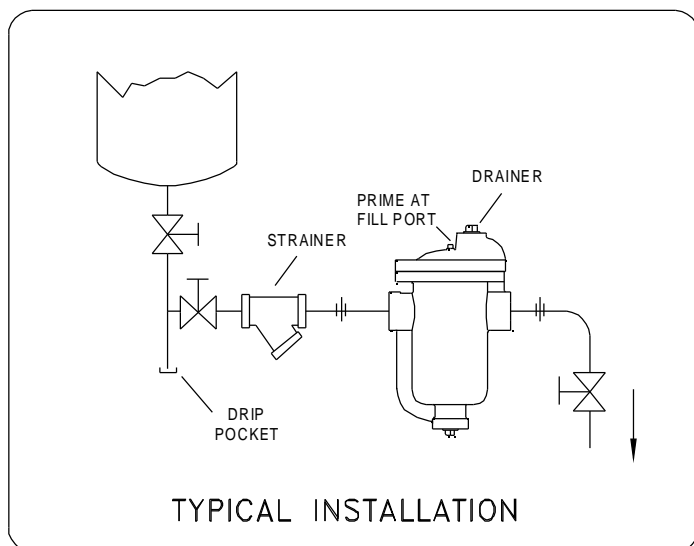 DRAINER
PRIME AT
FILL PORT
STRAINER
DRIP
POCKET
TYPICAL INSTALLATION